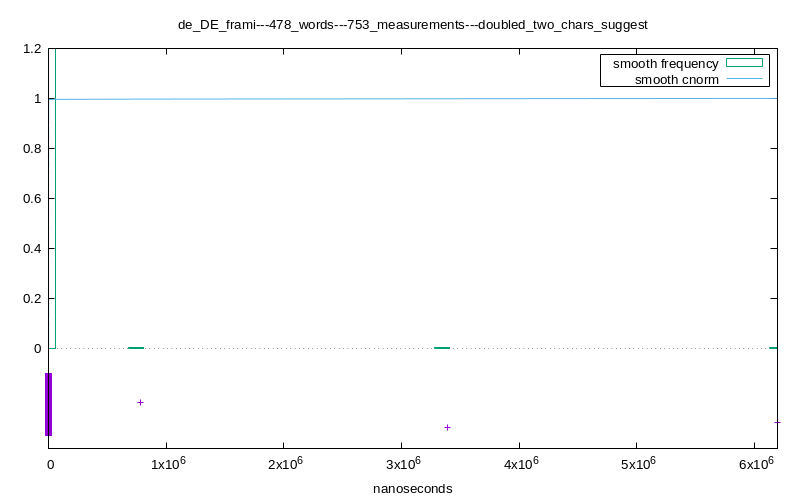 de_DE_frami---478_words---753_measurements---doubled_two_chars_suggest
smooth frequency
smooth cnorm
1.2
1
0.8
0.6
0.4
0.2
0
0 1x10^6 2x10^6 3x10^6 4x10^6 5x10^6 6x10^6
nanoseconds